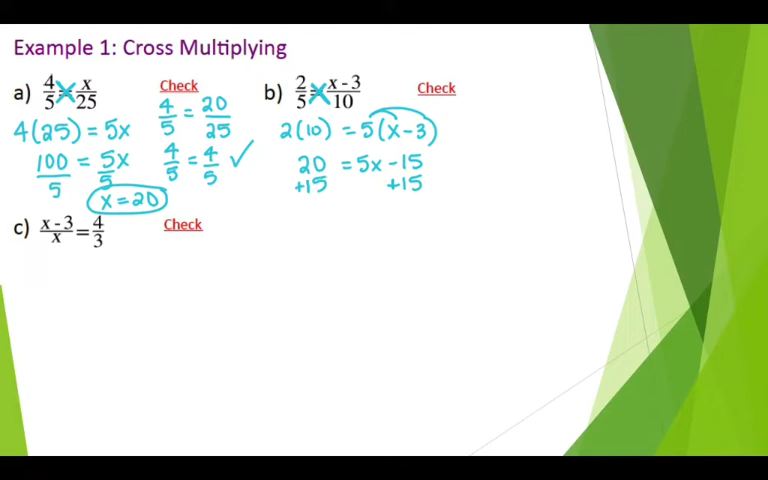 Example 1: Cross Multiplying
a) 4/5 = x/25
Check
4(25) = 5x
100/5 = 5x/5
x = 20
4/5 = 20/25
4/5 = 4/5 ✓
b) 2/5 = x - 3/10
Check
2(10) = 5(x-3)
20 = 5x - 15
+15 +15
c) x - 3/x = 4/3
Check